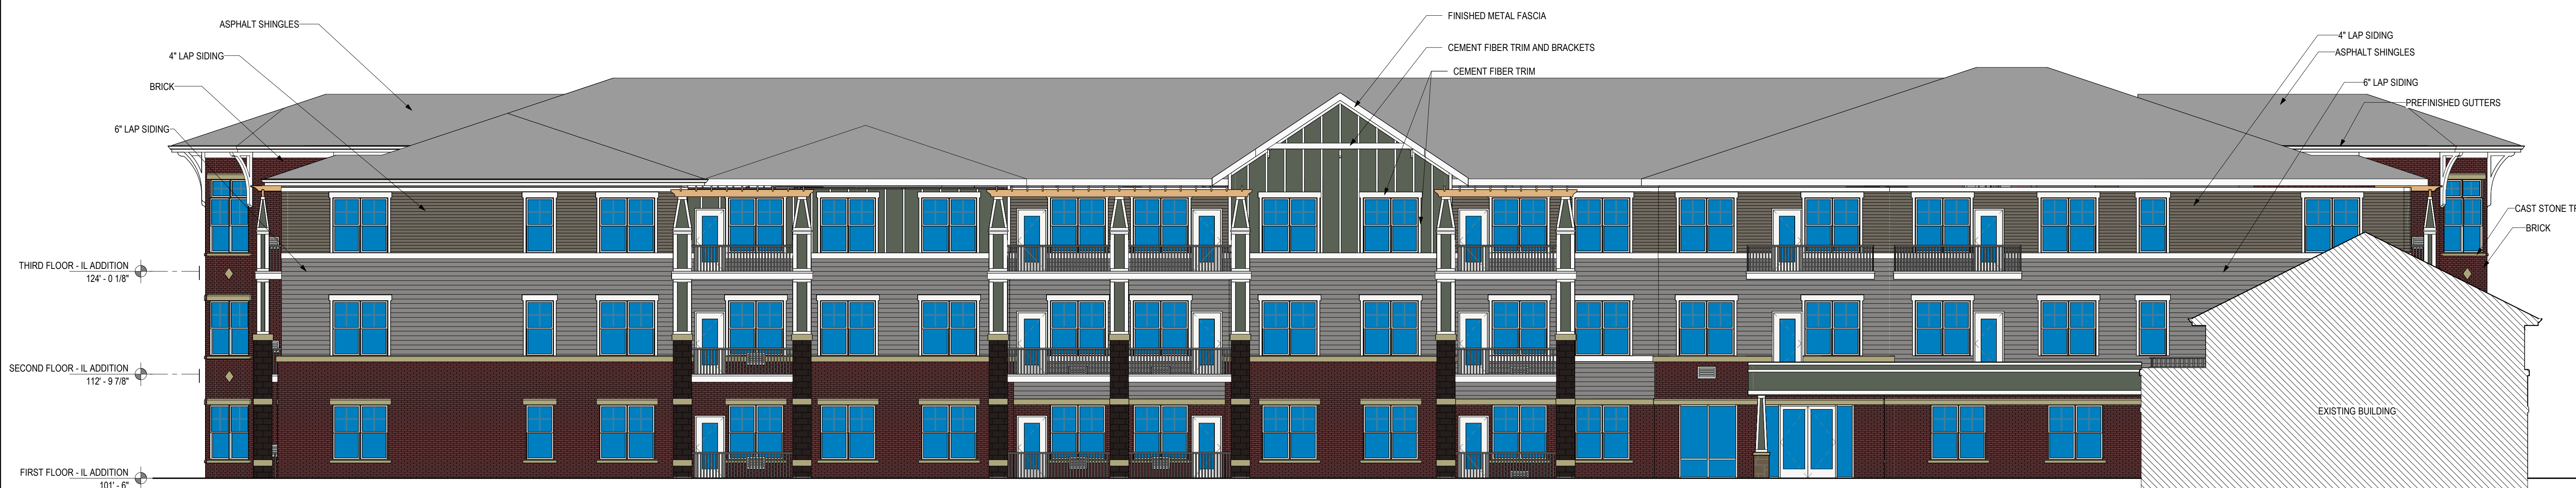 ASPHALT SHINGLES
4" LAP SIDING
BRICK
6" LAP SIDING
FINISHED METAL FASCIA
CEMENT FIBER TRIM AND BRACKETS
CEMENT FIBER TRIM
4" LAP SIDING
ASPHALT SHINGLES
6" LAP SIDING
PREFINISHED GUTTERS
CAST STONE
BRICK
THIRD FLOOR - IL ADDITION
124' - 0 1/8"
SECOND FLOOR - IL ADDITION
112' - 9 7/8"
EXISTING BUILDING
FIRST FLOOR - IL ADDITION
101' - 6"